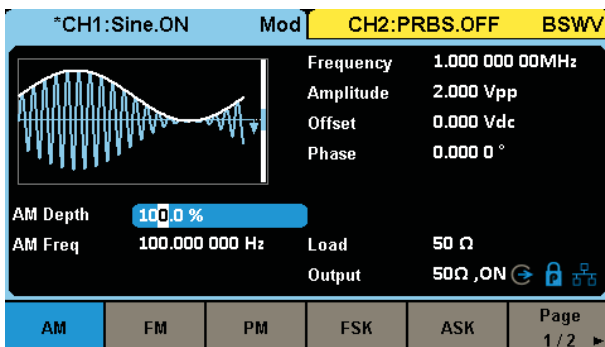 *CH1:Sine.ON Mod CH2:PRBS.OFF BSWV
Frequency 1.000 000 00MHz
Amplitude 2.000 Vpp
Offset 0.000 Vdc
Phase 0.000 0 °
AM Depth 100.0 %
AM Freq 100.000 000 Hz Load 50 Ω
Output 50Ω ,ON
AM FM PM FSK ASK Page
1 / 2 ►